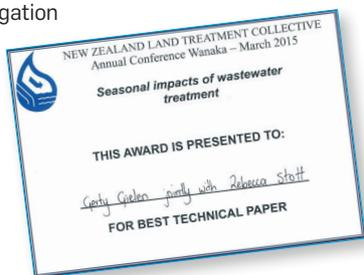 gation
NEW ZEALAND LAND TREATMENT COLLECTIVE
Annual Conference Wanaka – March 2015
Seasonal impacts of wastewater
treatment
THIS AWARD IS PRESENTED TO:
Gerty Gielen jointly with Rebecca Stott
FOR BEST TECHNICAL PAPER